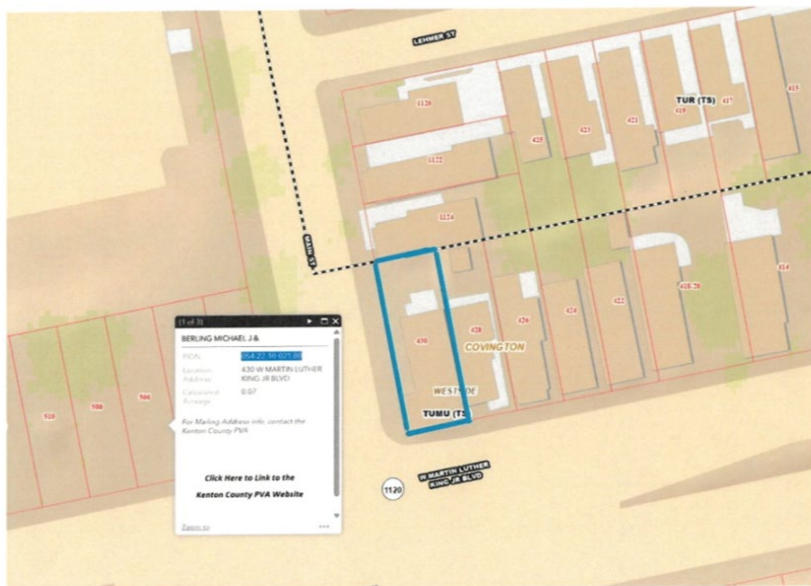 LEHMER ST
TUR (TS)
415
417
419
421
423
425
1120
1122
1124
MAIN ST
430
428
426
424
422
418-20
414
COVINGTON
WESTSIDE
TUMU (TS)
510
508
506
(1 of 3)
BERLING MICHAEL J &
PIDN: 054-22-16-021.00
Location Address: 430 W MARTIN LUTHER KING JR BLVD
Calculated Acreage: 0.07
For Mailing Address info, contact the
Kenton County PVA
Click Here to Link to the
Kenton County PVA Website
Zoom to
1120
W MARTIN LUTHER
KING JR BLVD